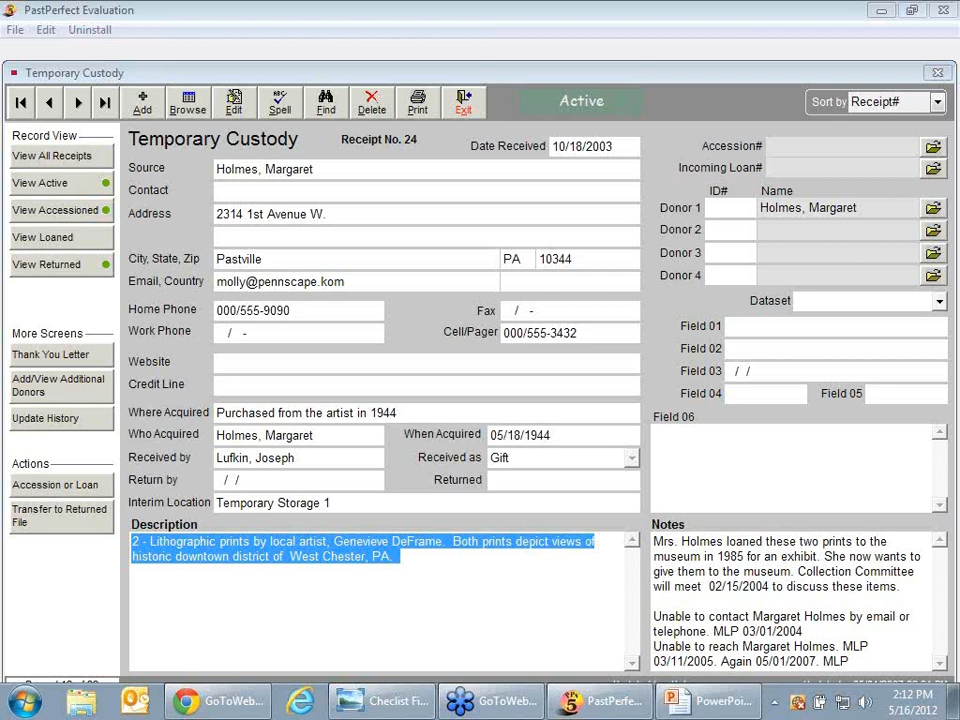 PastPerfect Evaluation
File Edit Uninstall
Temporary Custody
Add Browse Edit Spell Find Delete Print Exit
Active
Sort by Receipt#
Record View
View All Receipts
View Active
View Accessioned
View Loaned
View Returned
More Screens
Thank You Letter
Add/View Additional
Donors
Update History
Actions
Accession or Loan
Transfer to Returned
File
Temporary Custody Receipt No. 24 Date Received 10/18/2003
Source Holmes, Margaret
Contact
Address 2314 1st Avenue W.
City, State, Zip Pastville PA 10344
Email, Country molly@pennscape.kom
Home Phone 000/555-9090 Fax / -
Work Phone / - Cell/Pager 000/555-3432
Website
Credit Line
Where Acquired Purchased from the artist in 1944
Who Acquired Holmes, Margaret When Acquired 05/18/1944
Received by Lufkin, Joseph Received as Gift
Return by / / Returned
Interim Location Temporary Storage 1
Description
2 - Lithographic prints by local artist, Genevieve DeFrame. Both prints depict views of
historic downtown district of West Chester, PA.
Accession#
Incoming Loan#
ID# Name
Donor 1 Holmes, Margaret
Donor 2
Donor 3
Donor 4
Dataset
Field 01
Field 02
Field 03 / /
Field 04 Field 05
Field 06
Notes
Mrs. Holmes loaned these two prints to the
museum in 1985 for an exhibit. She now wants to
give them to the museum. Collection Committee
will meet 02/15/2004 to discuss these items.
Unable to contact Margaret Holmes by email or
telephone. MLP 03/01/2004
Unable to reach Margaret Holmes. MLP
03/11/2005. Again 05/01/2007. MLP
GoToWeb... Checlist Fi... GoToWeb... PastPerfe... PowerPoi...
2:12 PM
5/16/2012